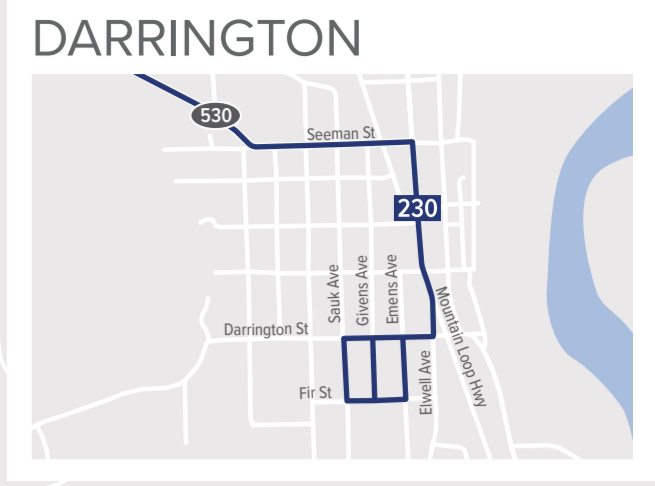 DARRINGTON
530
Seeman St
230
Sauk Ave
Givens Ave
Emens Ave
Mountain Loop Hwy
Darrington St
Elwell Ave
Fir St